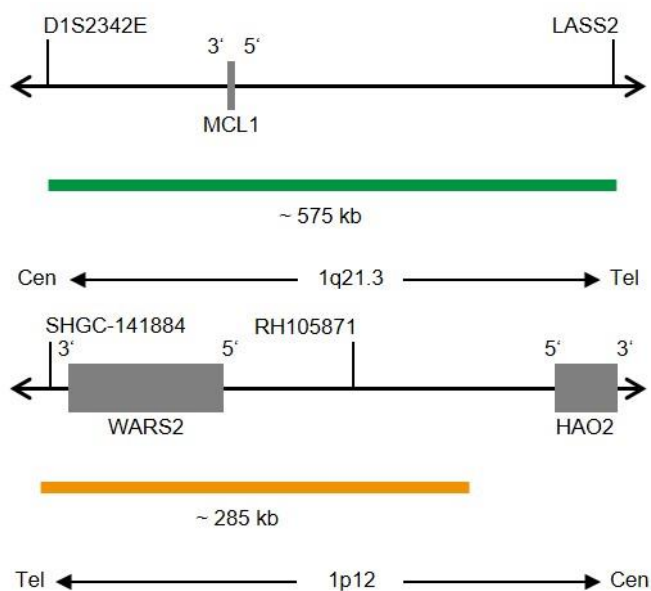 D1S2342E LASS2
3‘ 5‘
MCL1
~ 575 kb
Cen 1q21.3 Tel
SHGC-141884 RH105871
3‘ 5‘ 5‘ 3‘
WARS2 HAO2
~ 285 kb
Tel 1p12 Cen